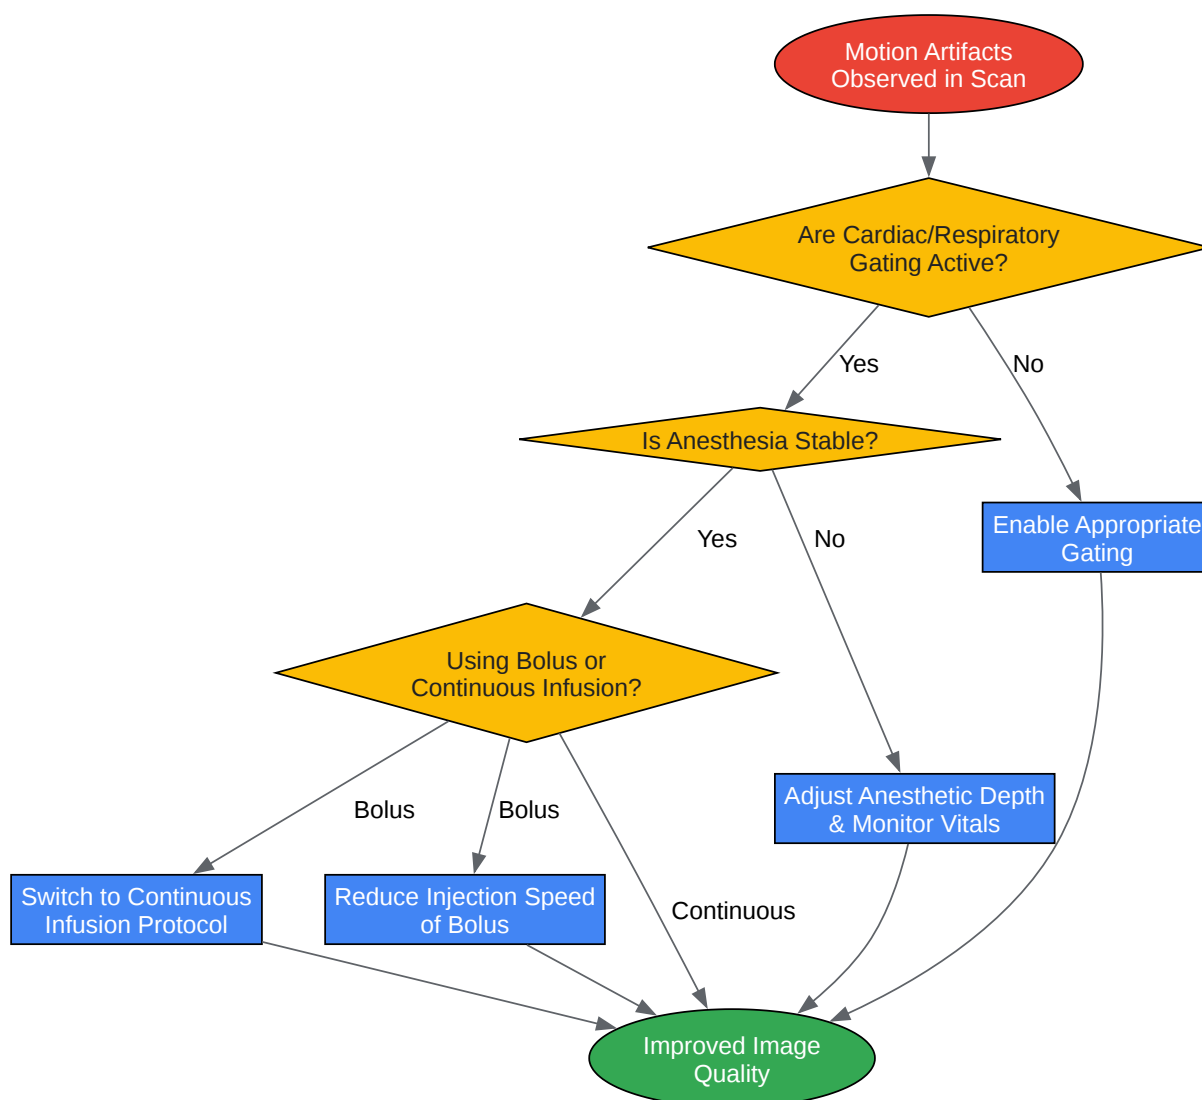 Motion Artifacts
Observed in Scan
Are Cardiac/Respiratory
Gating Active?
Yes
No
Is Anesthesia Stable?
Enable Appropriate
Gating
Yes
No
Using Bolus or
Continuous Infusion?
Adjust Anesthetic Depth
& Monitor Vitals
Bolus
Bolus
Switch to Continuous
Infusion Protocol
Reduce Injection Speed
of Bolus
Continuous
Improved Image
Quality